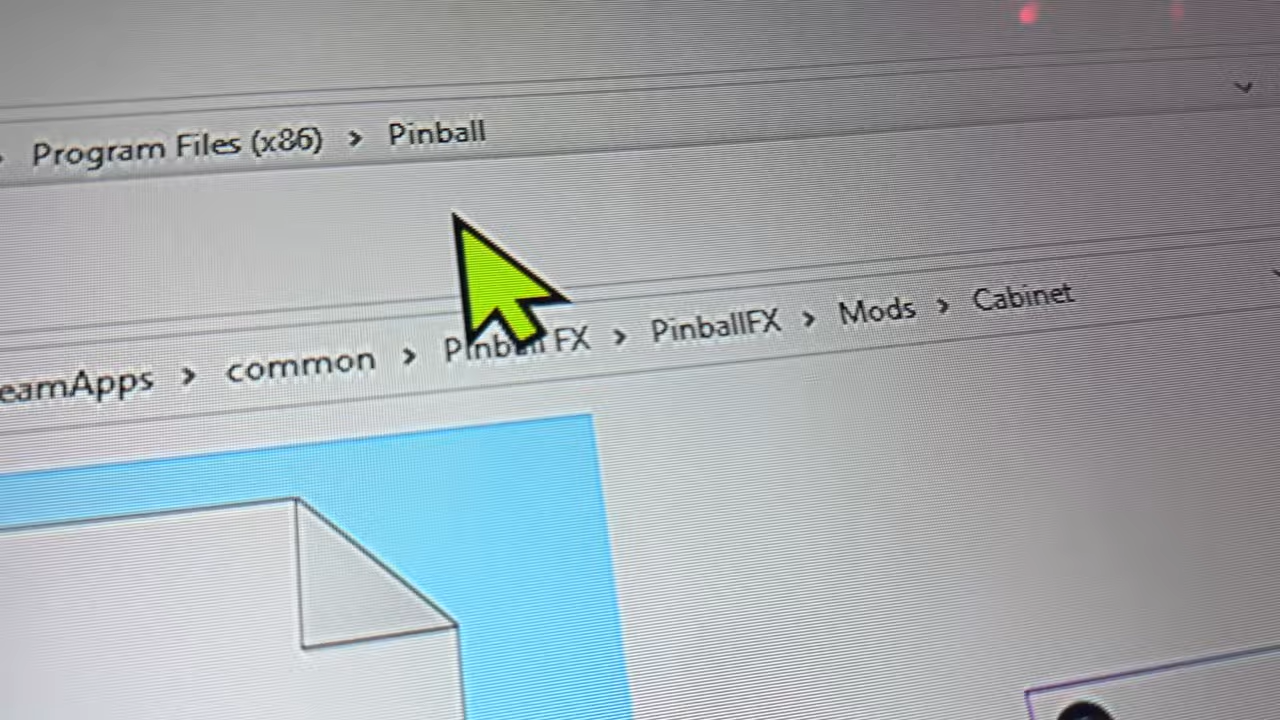 Program Files (x86) › Pinball
eamApps › common › Pinball FX › PinballFX › Mods › Cabinet